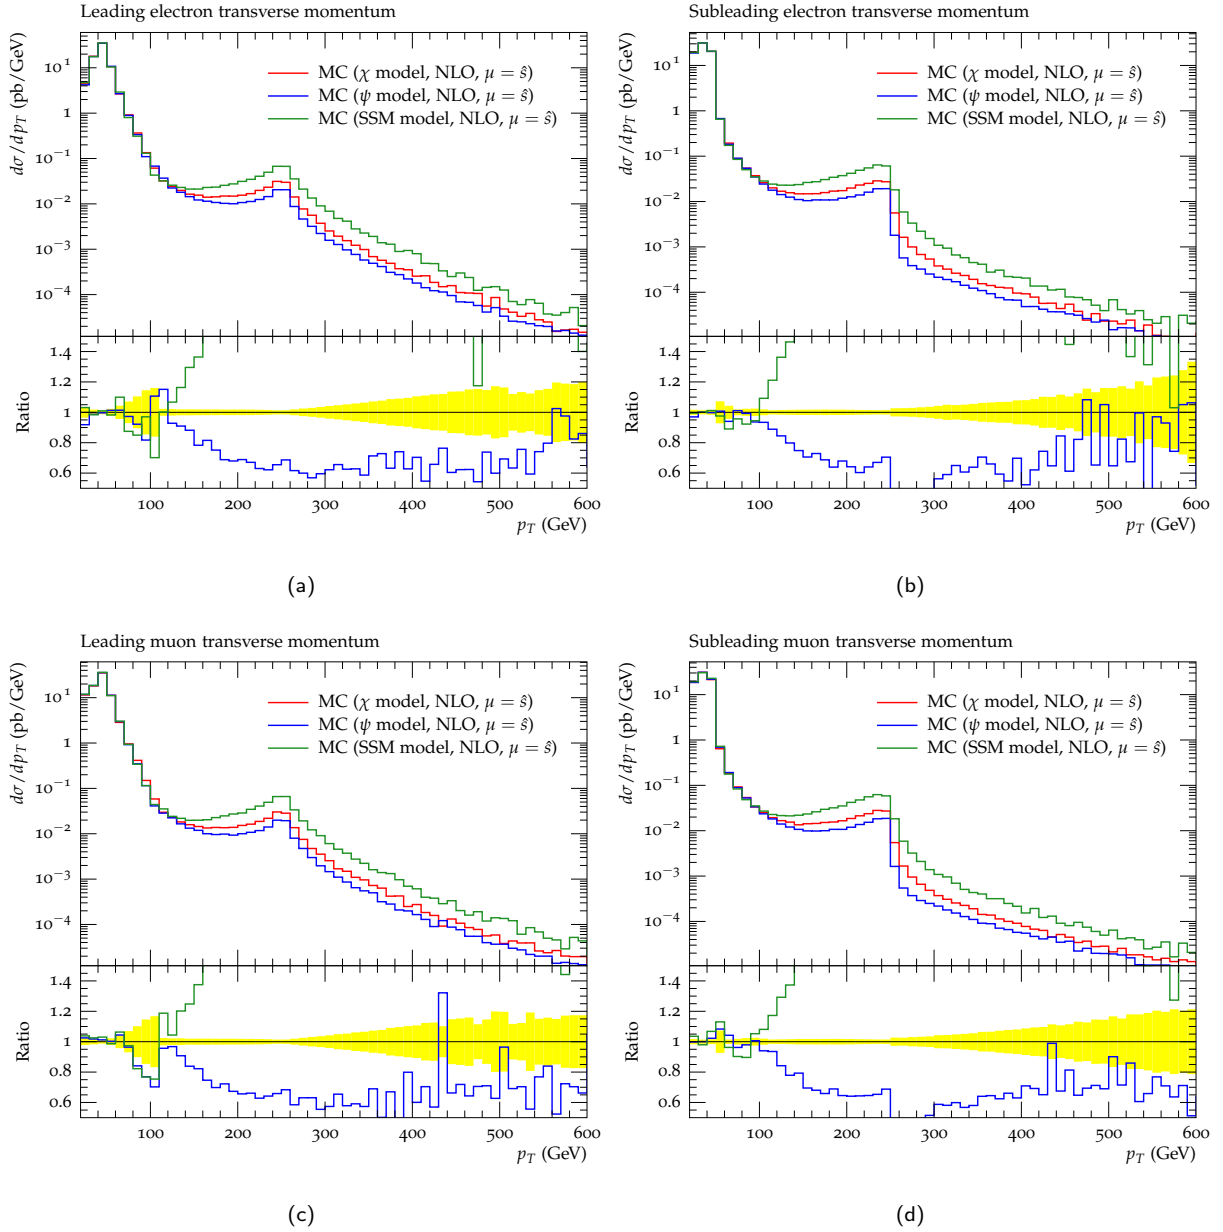 Leading electron transverse momentum
dσ/dp_T (pb/GeV)
10¹
1
10⁻¹
10⁻²
10⁻³
10⁻⁴
MC (χ model, NLO, μ = ŝ)
MC (ψ model, NLO, μ = ŝ)
MC (SSM model, NLO, μ = ŝ)
Ratio
1.4
1.2
1
0.8
0.6
100 200 300 400 500 600
p_T (GeV)
(a)
Subleading electron transverse momentum
dσ/dp_T (pb/GeV)
10¹
1
10⁻¹
10⁻²
10⁻³
10⁻⁴
MC (χ model, NLO, μ = ŝ)
MC (ψ model, NLO, μ = ŝ)
MC (SSM model, NLO, μ = ŝ)
Ratio
1.4
1.2
1
0.8
0.6
100 200 300 400 500 600
p_T (GeV)
(b)
Leading muon transverse momentum
dσ/dp_T (pb/GeV)
10¹
1
10⁻¹
10⁻²
10⁻³
10⁻⁴
MC (χ model, NLO, μ = ŝ)
MC (ψ model, NLO, μ = ŝ)
MC (SSM model, NLO, μ = ŝ)
Ratio
1.4
1.2
1
0.8
0.6
100 200 300 400 500 600
p_T (GeV)
(c)
Subleading muon transverse momentum
dσ/dp_T (pb/GeV)
10¹
1
10⁻¹
10⁻²
10⁻³
10⁻⁴
MC (χ model, NLO, μ = ŝ)
MC (ψ model, NLO, μ = ŝ)
MC (SSM model, NLO, μ = ŝ)
Ratio
1.4
1.2
1
0.8
0.6
100 200 300 400 500 600
p_T (GeV)
(d)